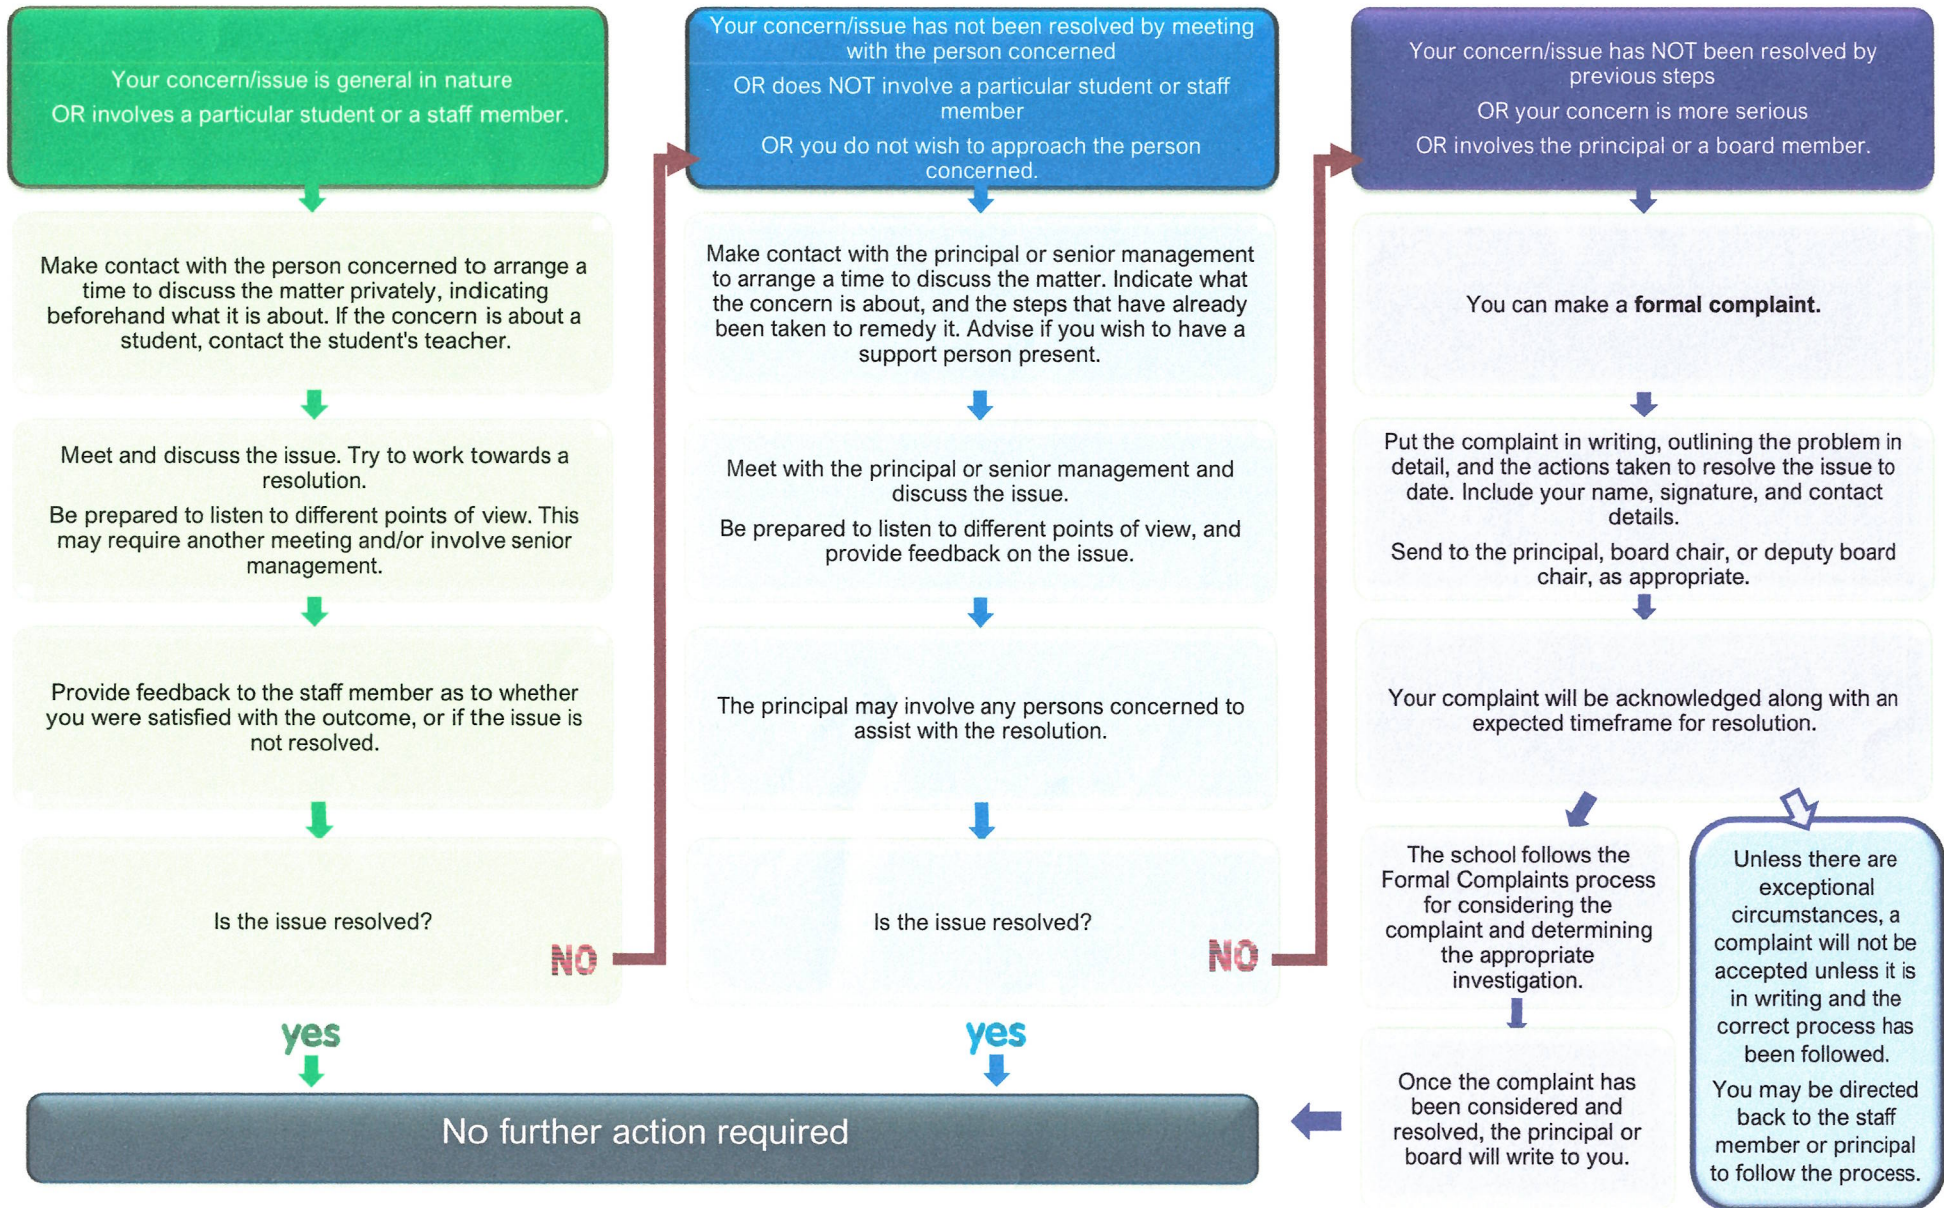 Your concern/issue is general in nature
OR involves a particular student or a staff member.
Make contact with the person concerned to arrange a
time to discuss the matter privately, indicating
beforehand what it is about. If the concern is about a
student, contact the student's teacher.
Meet and discuss the issue. Try to work towards a
resolution.
Be prepared to listen to different points of view. This
may require another meeting and/or involve senior
management.
Provide feedback to the staff member as to whether
you were satisfied with the outcome, or if the issue is
not resolved.
Is the issue resolved?
NO
yes
Your concern/issue has not been resolved by meeting
with the person concerned
OR does NOT involve a particular student or staff
member
OR you do not wish to approach the person
concerned.
Make contact with the principal or senior management
to arrange a time to discuss the matter. Indicate what
the concern is about, and the steps that have already
been taken to remedy it. Advise if you wish to have a
support person present.
Meet with the principal or senior management and
discuss the issue.
Be prepared to listen to different points of view, and
provide feedback on the issue.
The principal may involve any persons concerned to
assist with the resolution.
Is the issue resolved?
NO
yes
Your concern/issue has NOT been resolved by
previous steps
OR your concern is more serious
OR involves the principal or a board member.
You can make a formal complaint.
Put the complaint in writing, outlining the problem in
detail, and the actions taken to resolve the issue to
date. Include your name, signature, and contact
details.
Send to the principal, board chair, or deputy board
chair, as appropriate.
Your complaint will be acknowledged along with an
expected timeframe for resolution.
The school follows the
Formal Complaints process
for considering the
complaint and determining
the appropriate
investigation.
Once the complaint has
been considered and
resolved, the principal or
board will write to you.
Unless there are
exceptional
circumstances, a
complaint will not be
accepted unless it is
in writing and the
correct process has
been followed.
You may be directed
back to the staff
member or principal
to follow the process.
No further action required